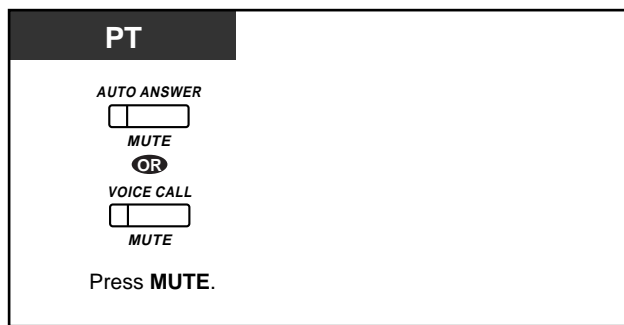 PT
AUTO ANSWER
MUTE
OR
VOICE CALL
MUTE
Press MUTE.